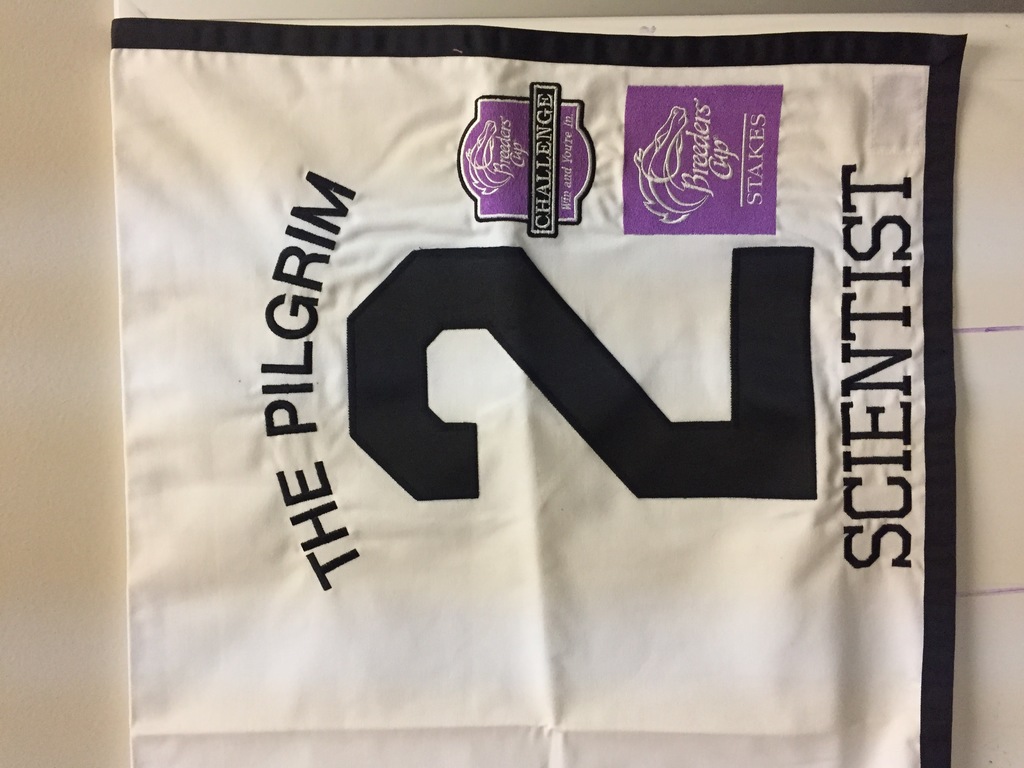 THE PILGRIM
2
Breeders'
Cup
CHALLENGE
Win and You're In
Breeders'
Cup
STAKES
SCIENTIST